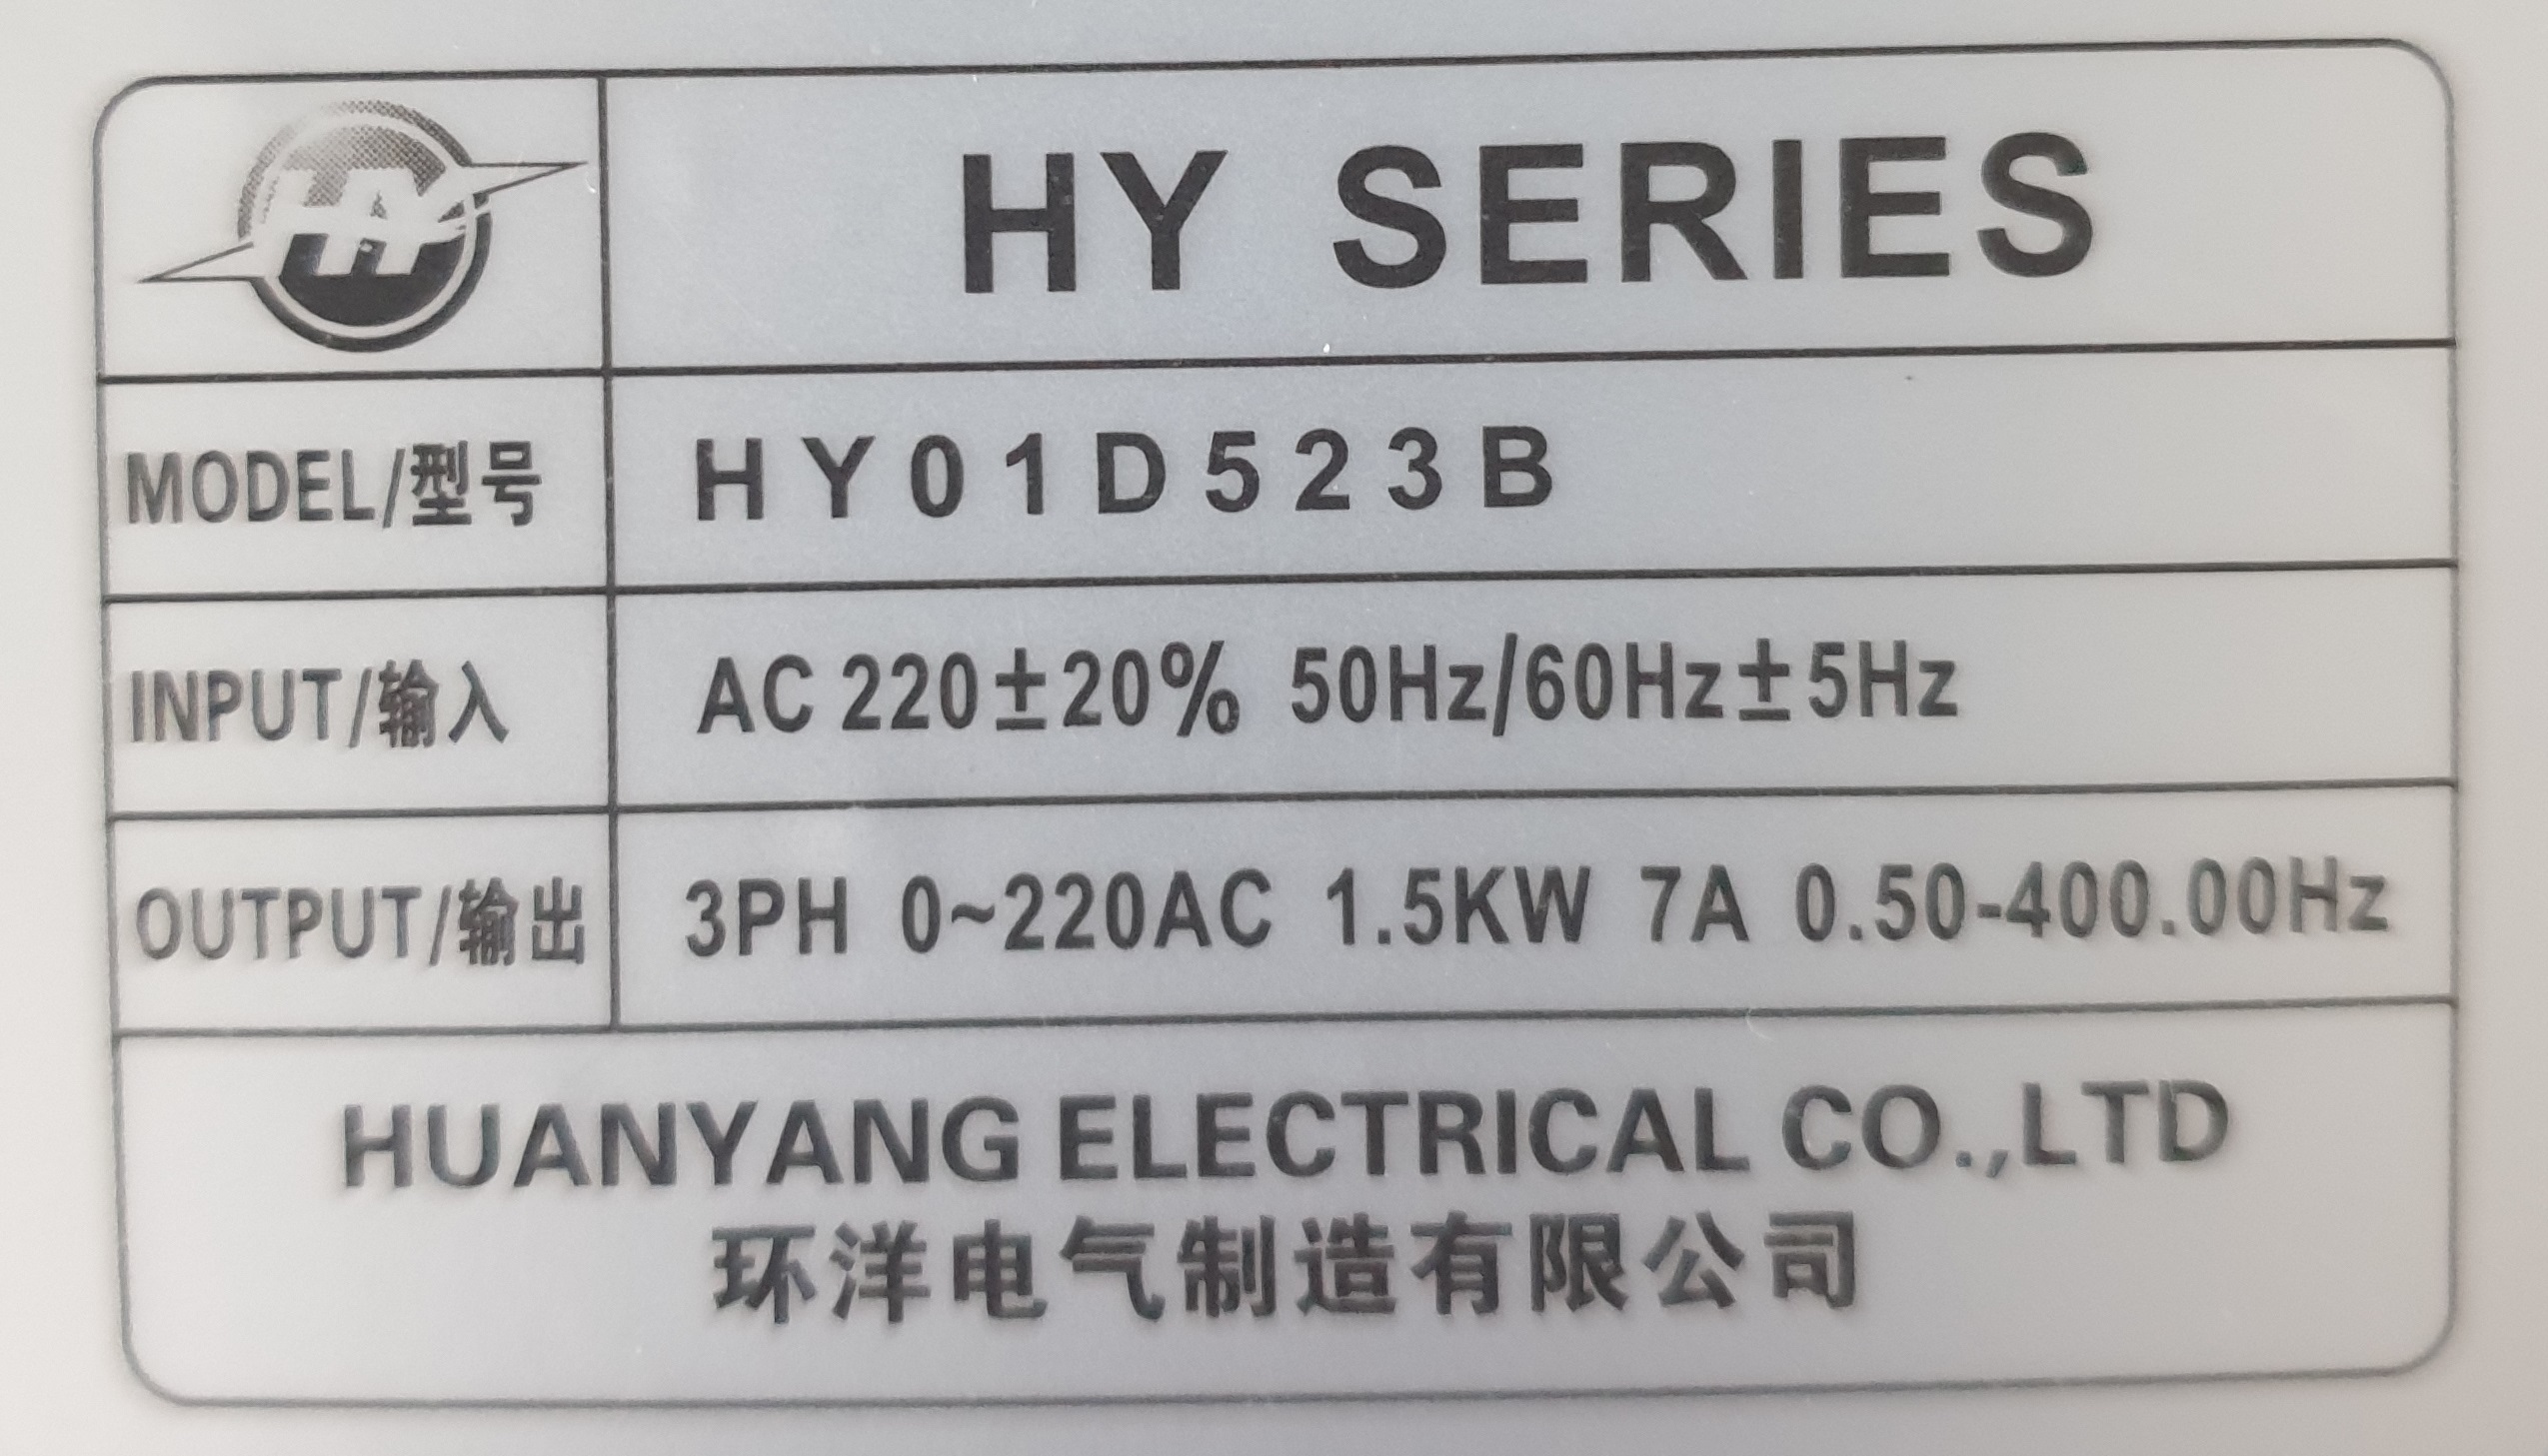 HY
HY SERIES
MODEL/型号 HY01D523B
INPUT/输入 AC 220±20% 50Hz/60Hz±5Hz
OUTPUT/输出 3PH 0~220AC 1.5KW 7A 0.50-400.00Hz
HUANYANG ELECTRICAL CO.,LTD
环洋电气制造有限公司